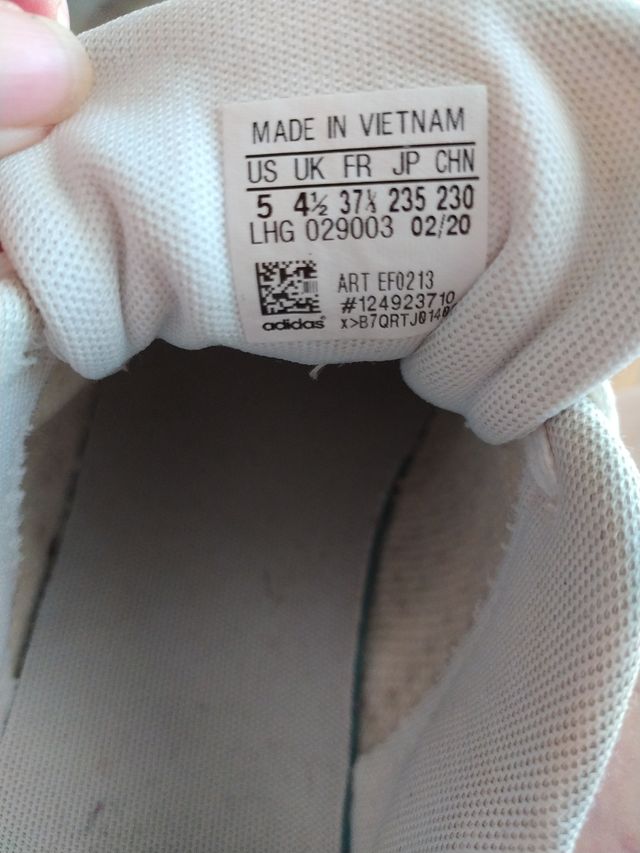 MADE IN VIETNAM
US UK FR JP CHN
5 4½ 37⅓ 235 230
LHG 029003 02/20
ART EF0213
#124923710
adidas